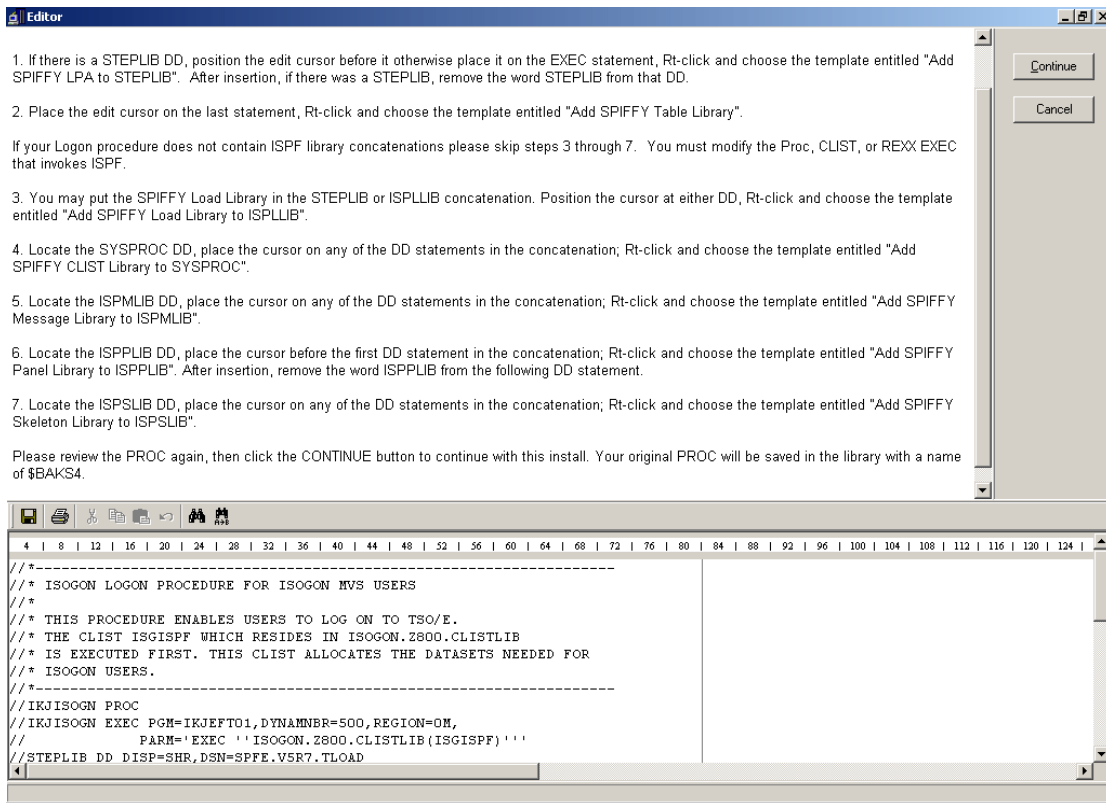 Editor
1. If there is a STEPLIB DD, position the edit cursor before it otherwise place it on the EXEC statement, Rt-click and choose the template entitled "Add
SPIFFY LPA to STEPLIB".  After insertion, if there was a STEPLIB, remove the word STEPLIB from that DD.
2. Place the edit cursor on the last statement, Rt-click and choose the template entitled "Add SPIFFY Table Library".
If your Logon procedure does not contain ISPF library concatenations please skip steps 3 through 7.  You must modify the Proc, CLIST, or REXX EXEC
that invokes ISPF.
3. You may put the SPIFFY Load Library in the STEPLIB or ISPLLIB concatenation. Position the cursor at either DD, Rt-click and choose the template
entitled "Add SPIFFY Load Library to ISPLLIB".
4. Locate the SYSPROC DD, place the cursor on any of the DD statements in the concatenation; Rt-click and choose the template entitled "Add
SPIFFY CLIST Library to SYSPROC".
5. Locate the ISPMLIB DD, place the cursor on any of the DD statements in the concatenation; Rt-click and choose the template entitled "Add SPIFFY
Message Library to ISPMLIB".
6. Locate the ISPPLIB DD, place the cursor before the first DD statement in the concatenation; Rt-click and choose the template entitled "Add SPIFFY
Panel Library to ISPPLIB". After insertion, remove the word ISPPLIB from the following DD statement.
7. Locate the ISPSLIB DD, place the cursor on any of the DD statements in the concatenation; Rt-click and choose the template entitled "Add SPIFFY
Skeleton Library to ISPSLIB".
Please review the PROC again, then click the CONTINUE button to continue with this install. Your original PROC will be saved in the library with a name
of $BAKS4.
Continue
Cancel
4 | 8 | 12 | 16 | 20 | 24 | 28 | 32 | 36 | 40 | 44 | 48 | 52 | 56 | 60 | 64 | 68 | 72 | 76 | 80 | 84 | 88 | 92 | 96 | 100 | 104 | 108 | 112 | 116 | 120 | 124 |
//*-------------------------------------------------------------------
//* ISOGON LOGON PROCEDURE FOR ISOGON MVS USERS
//*
//* THIS PROCEDURE ENABLES USERS TO LOG ON TO TSO/E.
//* THE CLIST ISGISPF WHICH RESIDES IN ISOGON.Z800.CLISTLIB
//* IS EXECUTED FIRST. THIS CLIST ALLOCATES THE DATASETS NEEDED FOR
//* ISOGON USERS.
//*-------------------------------------------------------------------
//IKJISOGN PROC
//IKJISOGN EXEC PGM=IKJEFT01,DYNAMNBR=500,REGION=0M,
//             PARM='EXEC ''ISOGON.Z800.CLISTLIB(ISGISPF)'''
//STEPLIB DD DISP=SHR,DSN=SPFE.V5R7.TLOAD